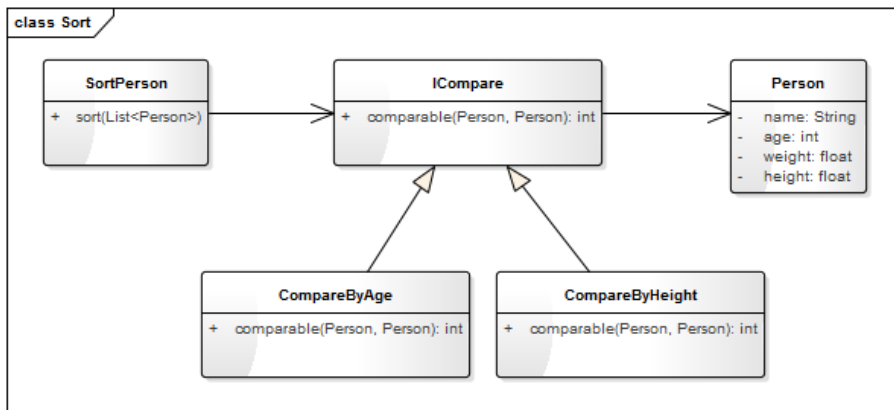 class Sort
SortPerson
+ sort(List<Person>)
ICompare
+ comparable(Person, Person): int
Person
- name: String
- age: int
- weight: float
- height: float
CompareByAge
+ comparable(Person, Person): int
CompareByHeight
+ comparable(Person, Person): int